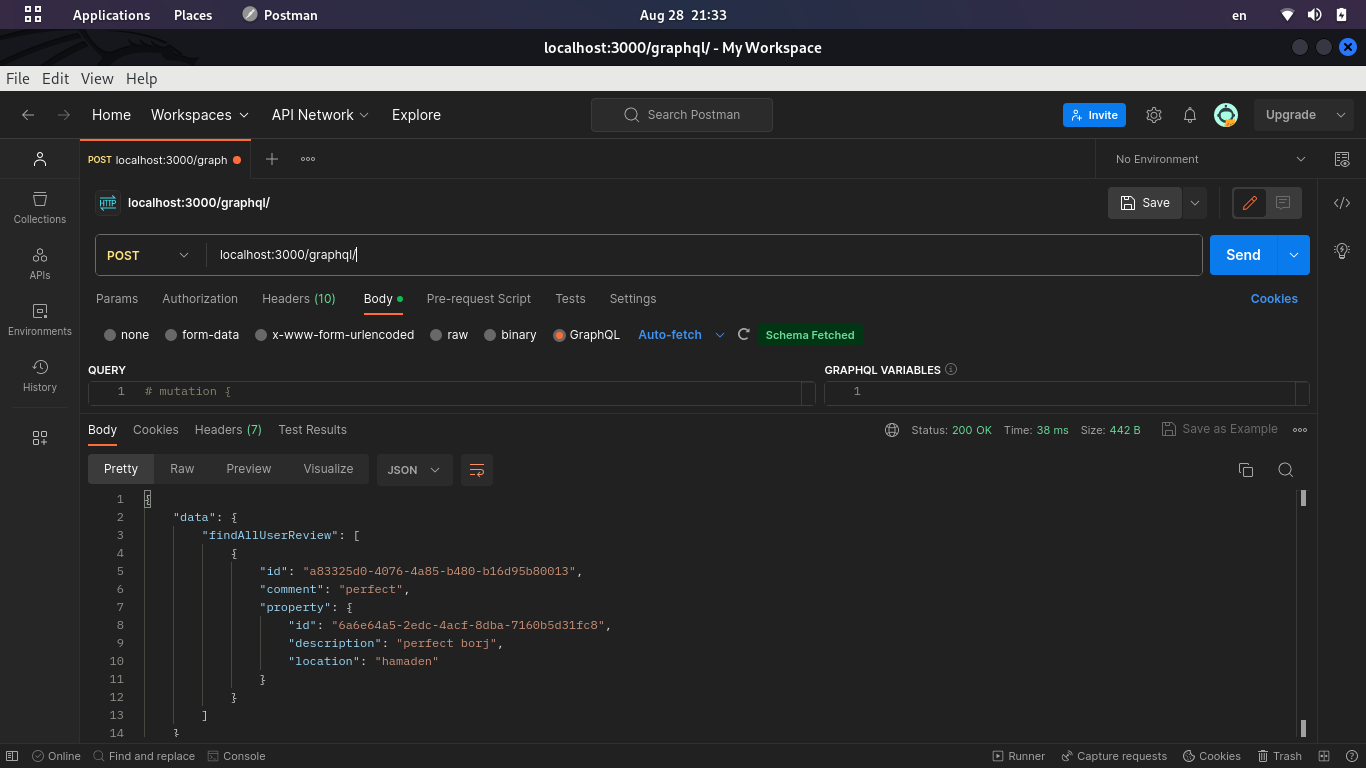 Applications Places Postman Aug 28 21:33 en
localhost:3000/graphql/ - My Workspace
File Edit View Help
Home Workspaces API Network Explore Search Postman Invite Upgrade
POST localhost:3000/graph No Environment
HTTP localhost:3000/graphql/ Save
Collections
POST localhost:3000/graphql/ Send
APIs
Params Authorization Headers (10) Body Pre-request Script Tests Settings Cookies
Environments
none form-data x-www-form-urlencoded raw binary GraphQL Auto-fetch Schema Fetched
History
QUERY GRAPHQL VARIABLES
1 # mutation { 1
Body Cookies Headers (7) Test Results Status: 200 OK Time: 38 ms Size: 442 B Save as Example
Pretty Raw Preview Visualize JSON
1 {
2 "data": {
3 "findAllUserReview": [
4 {
5 "id": "a83325d0-4076-4a85-b480-b16d95b80013",
6 "comment": "perfect",
7 "property": {
8 "id": "6a6e64a5-2edc-4acf-8dba-7160b5d31fc8",
9 "description": "perfect borj",
10 "location": "hamaden"
11 }
12 }
13 ]
14 }
Online Find and replace Console Runner Capture requests Cookies Trash